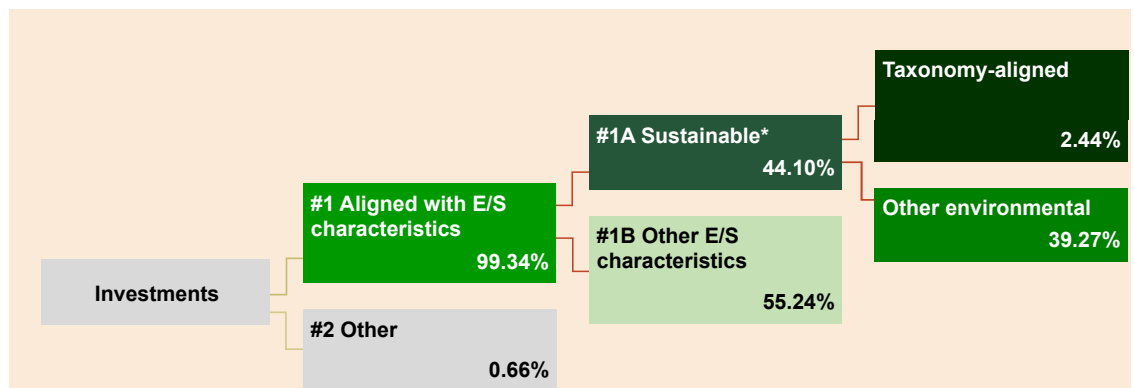 Taxonomy-aligned
2.44%
#1A Sustainable*
44.10%
Other environmental
39.27%
#1 Aligned with E/S
characteristics
99.34%
#1B Other E/S
characteristics
55.24%
Investments
#2 Other
0.66%